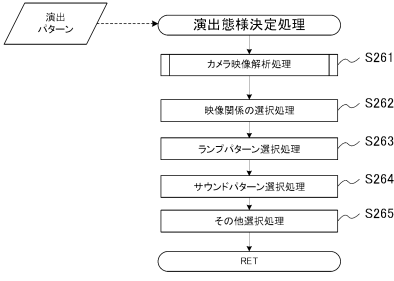 演出
パターン
演出態様決定処理
カメラ映像解析処理
S261
映像関係の選択処理
S262
ランプパターン選択処理
S263
サウンドパターン選択処理
S264
その他選択処理
S265
RET